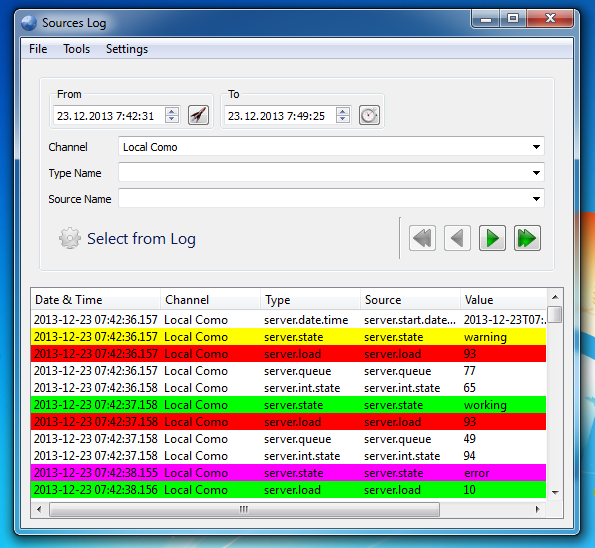 Sources Log
File Tools Settings
From To
23.12.2013 7:42:31 23.12.2013 7:49:25
Channel Local Como
Type Name
Source Name
Select from Log
Date & Time Channel Type Source Value
2013-12-23 07:42:36.157 Local Como server.date.time server.start.date... 2013-12-23T07:...
2013-12-23 07:42:36.157 Local Como server.state server.state warning
2013-12-23 07:42:36.157 Local Como server.load server.load 93
2013-12-23 07:42:36.157 Local Como server.queue server.queue 77
2013-12-23 07:42:36.157 Local Como server.int.state server.int.state 65
2013-12-23 07:42:37.158 Local Como server.state server.state working
2013-12-23 07:42:37.158 Local Como server.load server.load 93
2013-12-23 07:42:37.158 Local Como server.queue server.queue 49
2013-12-23 07:42:37.158 Local Como server.int.state server.int.state 94
2013-12-23 07:42:38.155 Local Como server.state server.state error
2013-12-23 07:42:38.156 Local Como server.load server.load 10